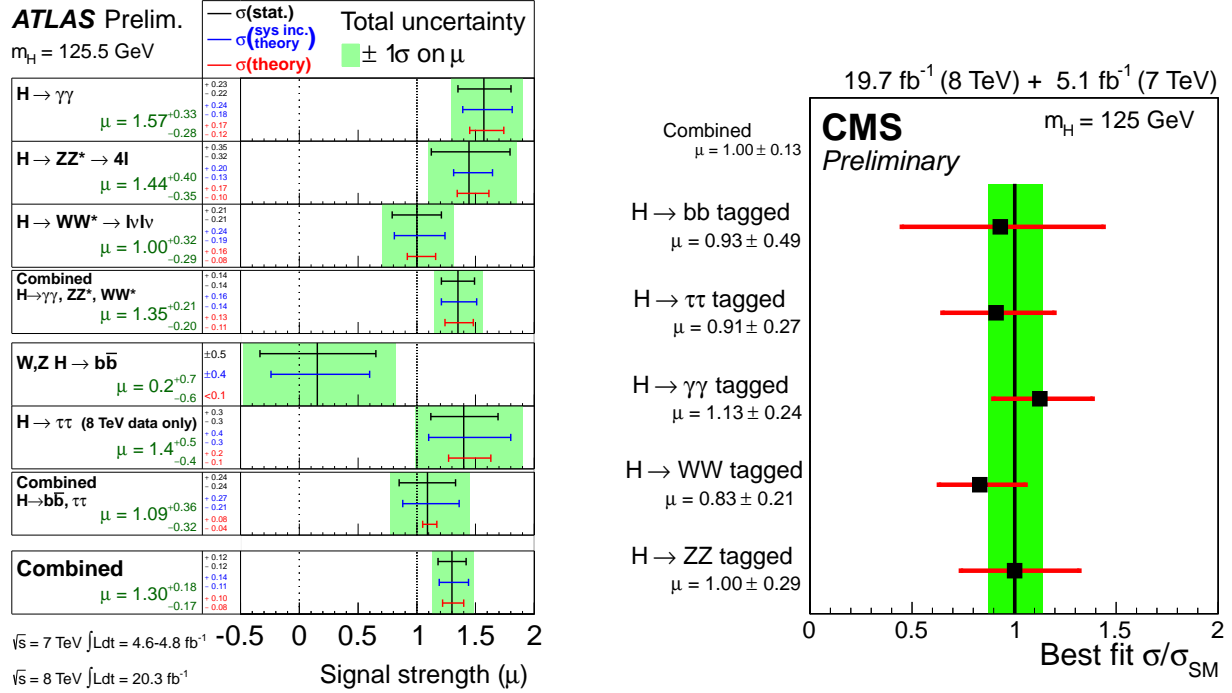 ATLAS Prelim.
m_H = 125.5 GeV
σ(stat.)
σ(sys inc. theory)
σ(theory)
Total uncertainty
± 1σ on μ
H → γγ
μ = 1.57 +0.33 −0.28
+ 0.23
− 0.22
+ 0.24
− 0.18
+ 0.17
− 0.12
H → ZZ* → 4l
μ = 1.44 +0.40 −0.35
+ 0.35
− 0.32
+ 0.20
− 0.13
+ 0.17
− 0.10
H → WW* → lνlν
μ = 1.00 +0.32 −0.29
+ 0.21
− 0.21
+ 0.24
− 0.19
+ 0.16
− 0.08
Combined
H→γγ, ZZ*, WW*
μ = 1.35 +0.21 −0.20
+ 0.14
− 0.14
+ 0.16
− 0.14
+ 0.13
− 0.11
W,Z H → bb̅
μ = 0.2 +0.7 −0.6
±0.5
±0.4
<0.1
H → ττ (8 TeV data only)
μ = 1.4 +0.5 −0.4
+ 0.3
− 0.3
+ 0.4
− 0.3
+ 0.2
− 0.1
Combined
H→bb̅, ττ
μ = 1.09 +0.36 −0.32
+ 0.24
− 0.24
+ 0.27
− 0.21
+ 0.08
− 0.04
Combined
μ = 1.30 +0.18 −0.17
+ 0.12
− 0.12
+ 0.14
− 0.11
+ 0.10
− 0.08
-0.5 0 0.5 1 1.5 2
√s = 7 TeV ∫Ldt = 4.6-4.8 fb⁻¹
√s = 8 TeV ∫Ldt = 20.3 fb⁻¹
Signal strength (μ)
19.7 fb⁻¹ (8 TeV) + 5.1 fb⁻¹ (7 TeV)
CMS
Preliminary
m_H = 125 GeV
Combined
μ = 1.00 ± 0.13
H → bb tagged
μ = 0.93 ± 0.49
H → ττ tagged
μ = 0.91 ± 0.27
H → γγ tagged
μ = 1.13 ± 0.24
H → WW tagged
μ = 0.83 ± 0.21
H → ZZ tagged
μ = 1.00 ± 0.29
0 0.5 1 1.5 2
Best fit σ/σ_SM